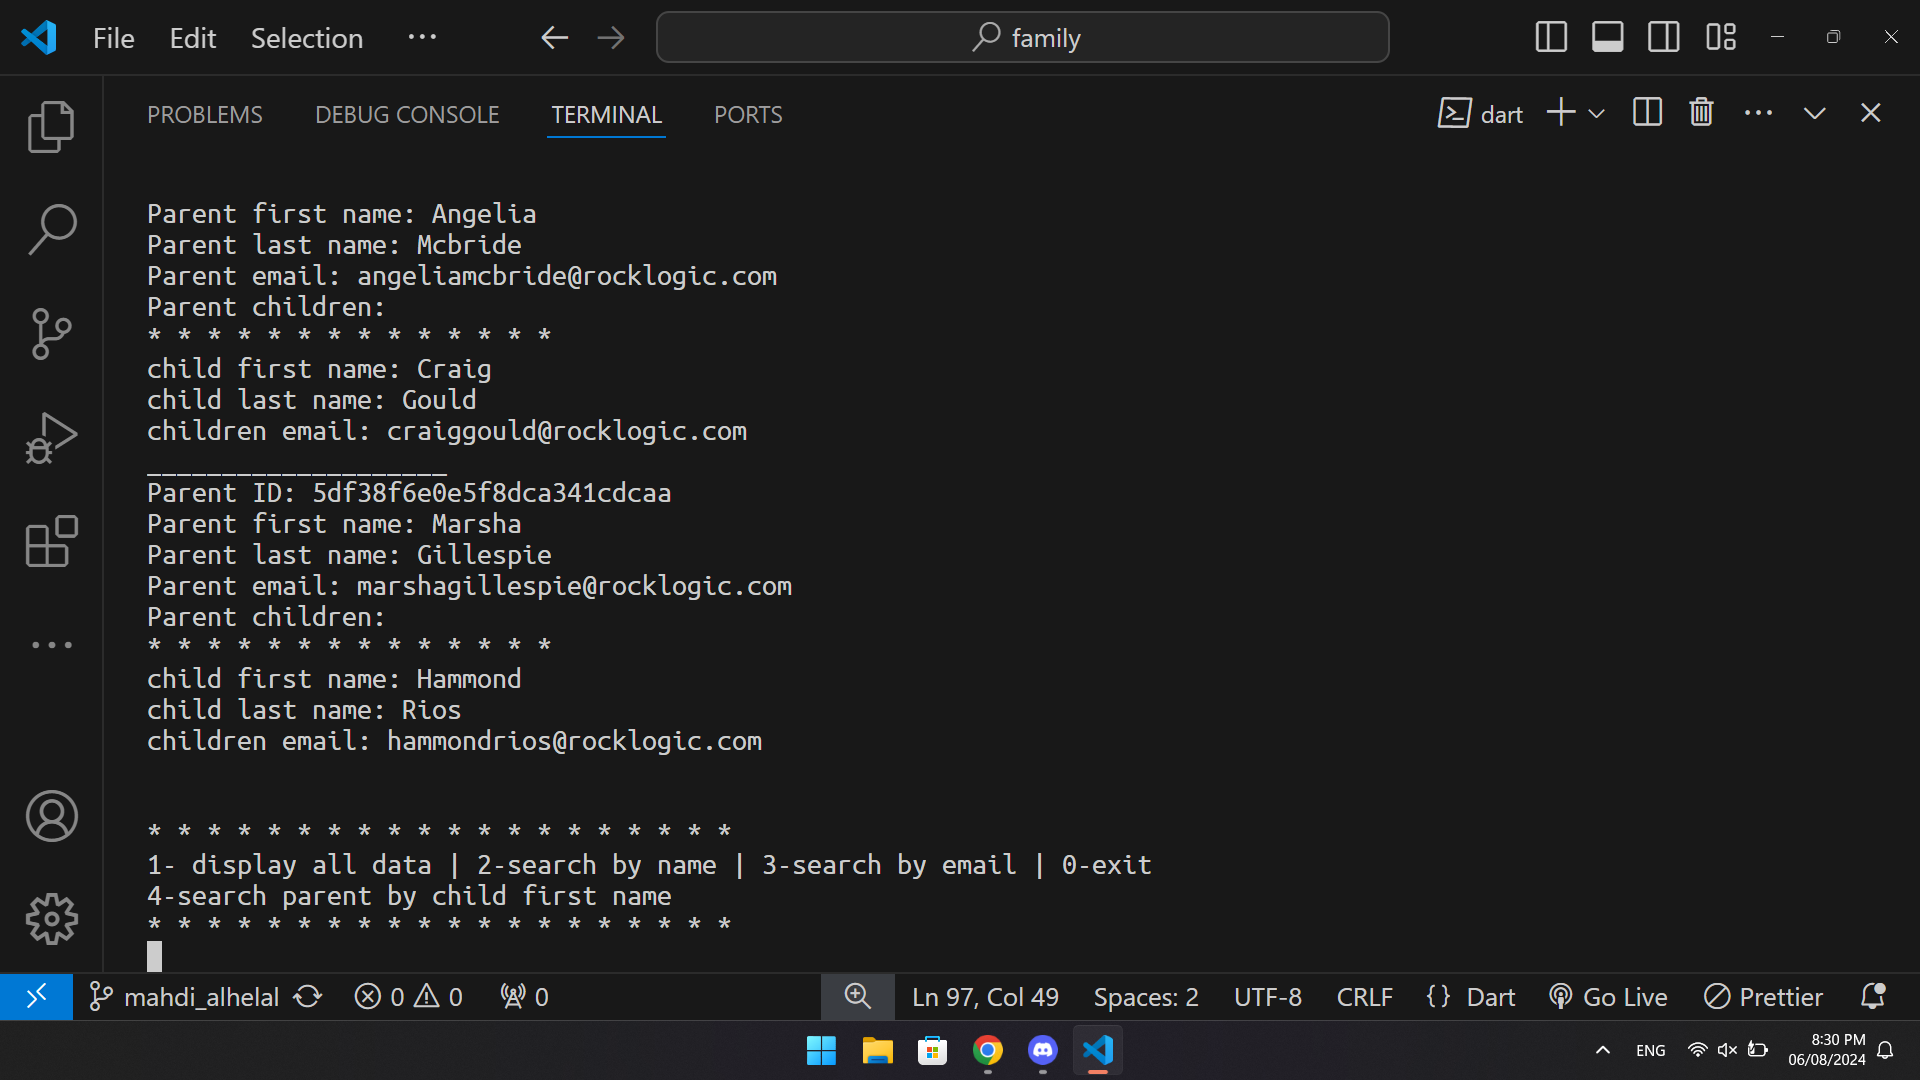 File Edit Selection ··· family
PROBLEMS DEBUG CONSOLE TERMINAL PORTS dart
Parent first name: Angelia
Parent last name: Mcbride
Parent email: angeliamcbride@rocklogic.com
Parent children:
* * * * * * * * * * * * * *
child first name: Craig
child last name: Gould
children email: craiggould@rocklogic.com
____________________
Parent ID: 5df38f6e0e5f8dca341cdcaa
Parent first name: Marsha
Parent last name: Gillespie
Parent email: marshagillespie@rocklogic.com
Parent children:
* * * * * * * * * * * * * *
child first name: Hammond
child last name: Rios
children email: hammondrios@rocklogic.com
* * * * * * * * * * * * * * * * * * * *
1- display all data | 2-search by name | 3-search by email | 0-exit
4-search parent by child first name
* * * * * * * * * * * * * * * * * * * *
mahdi_alhelal 0 0 0 Ln 97, Col 49 Spaces: 2 UTF-8 CRLF {} Dart Go Live Prettier
ENG 8:30 PM
06/08/2024